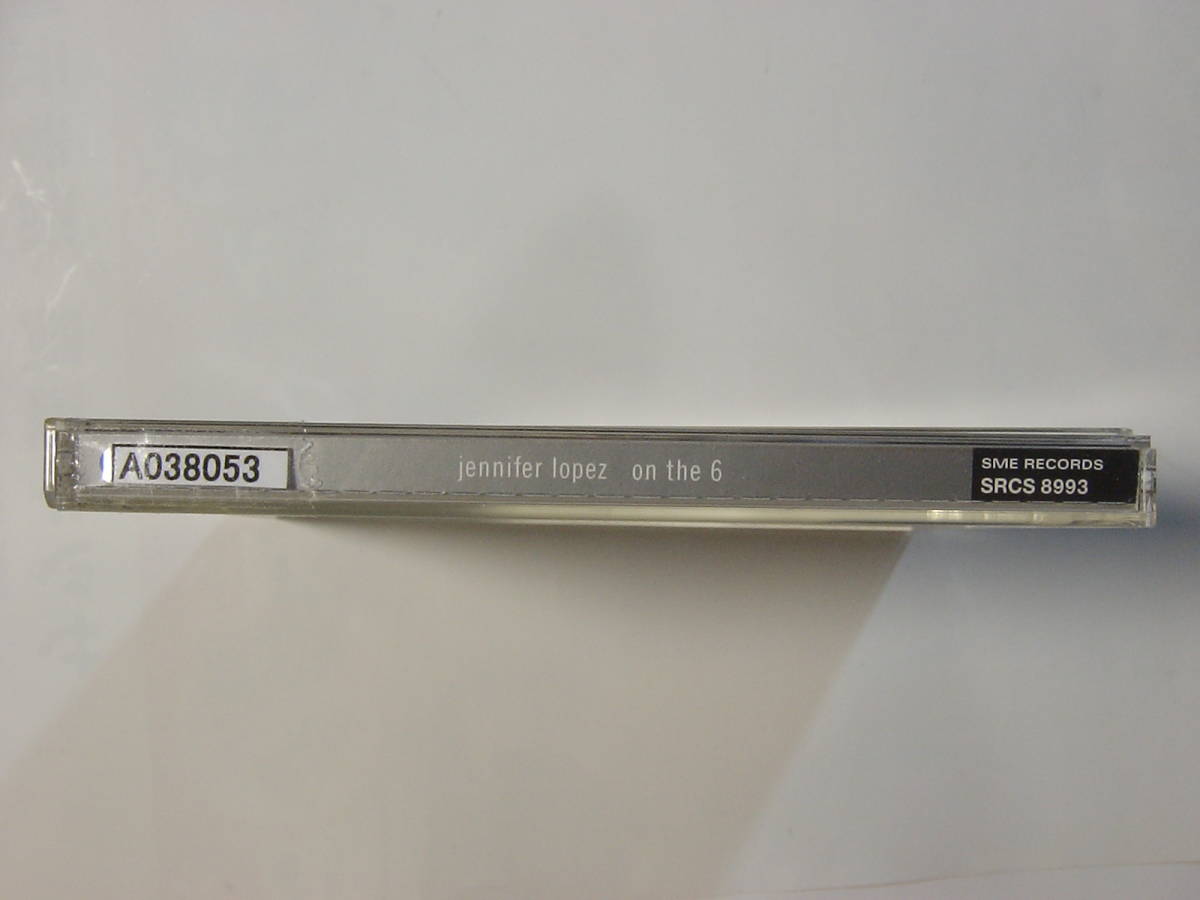 A038053
jennifer lopez on the 6
SME RECORDS
SRCS 8993